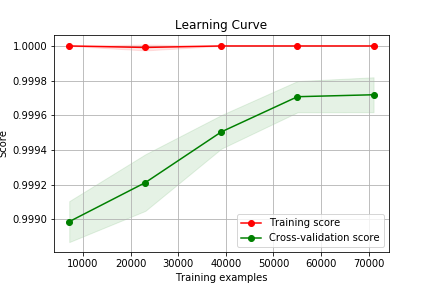 Learning Curve
1.0000
0.9998
0.9996
0.9994
0.9992
0.9990
Score
Training score
Cross-validation score
10000 20000 30000 40000 50000 60000 70000
Training examples